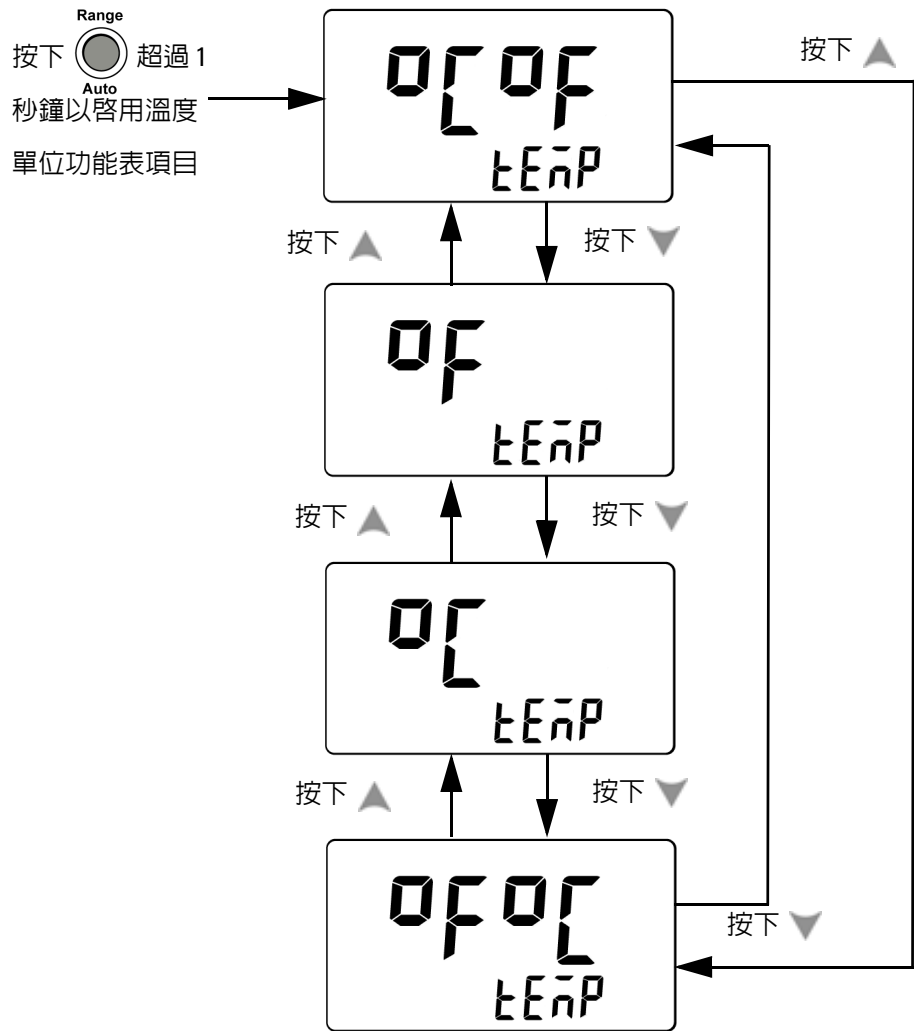 Range
按下 超過 1
Auto
秒鐘以啓用溫度
單位功能表項目
°C°F
tEmP
按下
按下
按下
°F
tEmP
按下
按下
°C
tEmP
按下
按下
°F°C
tEmP
按下